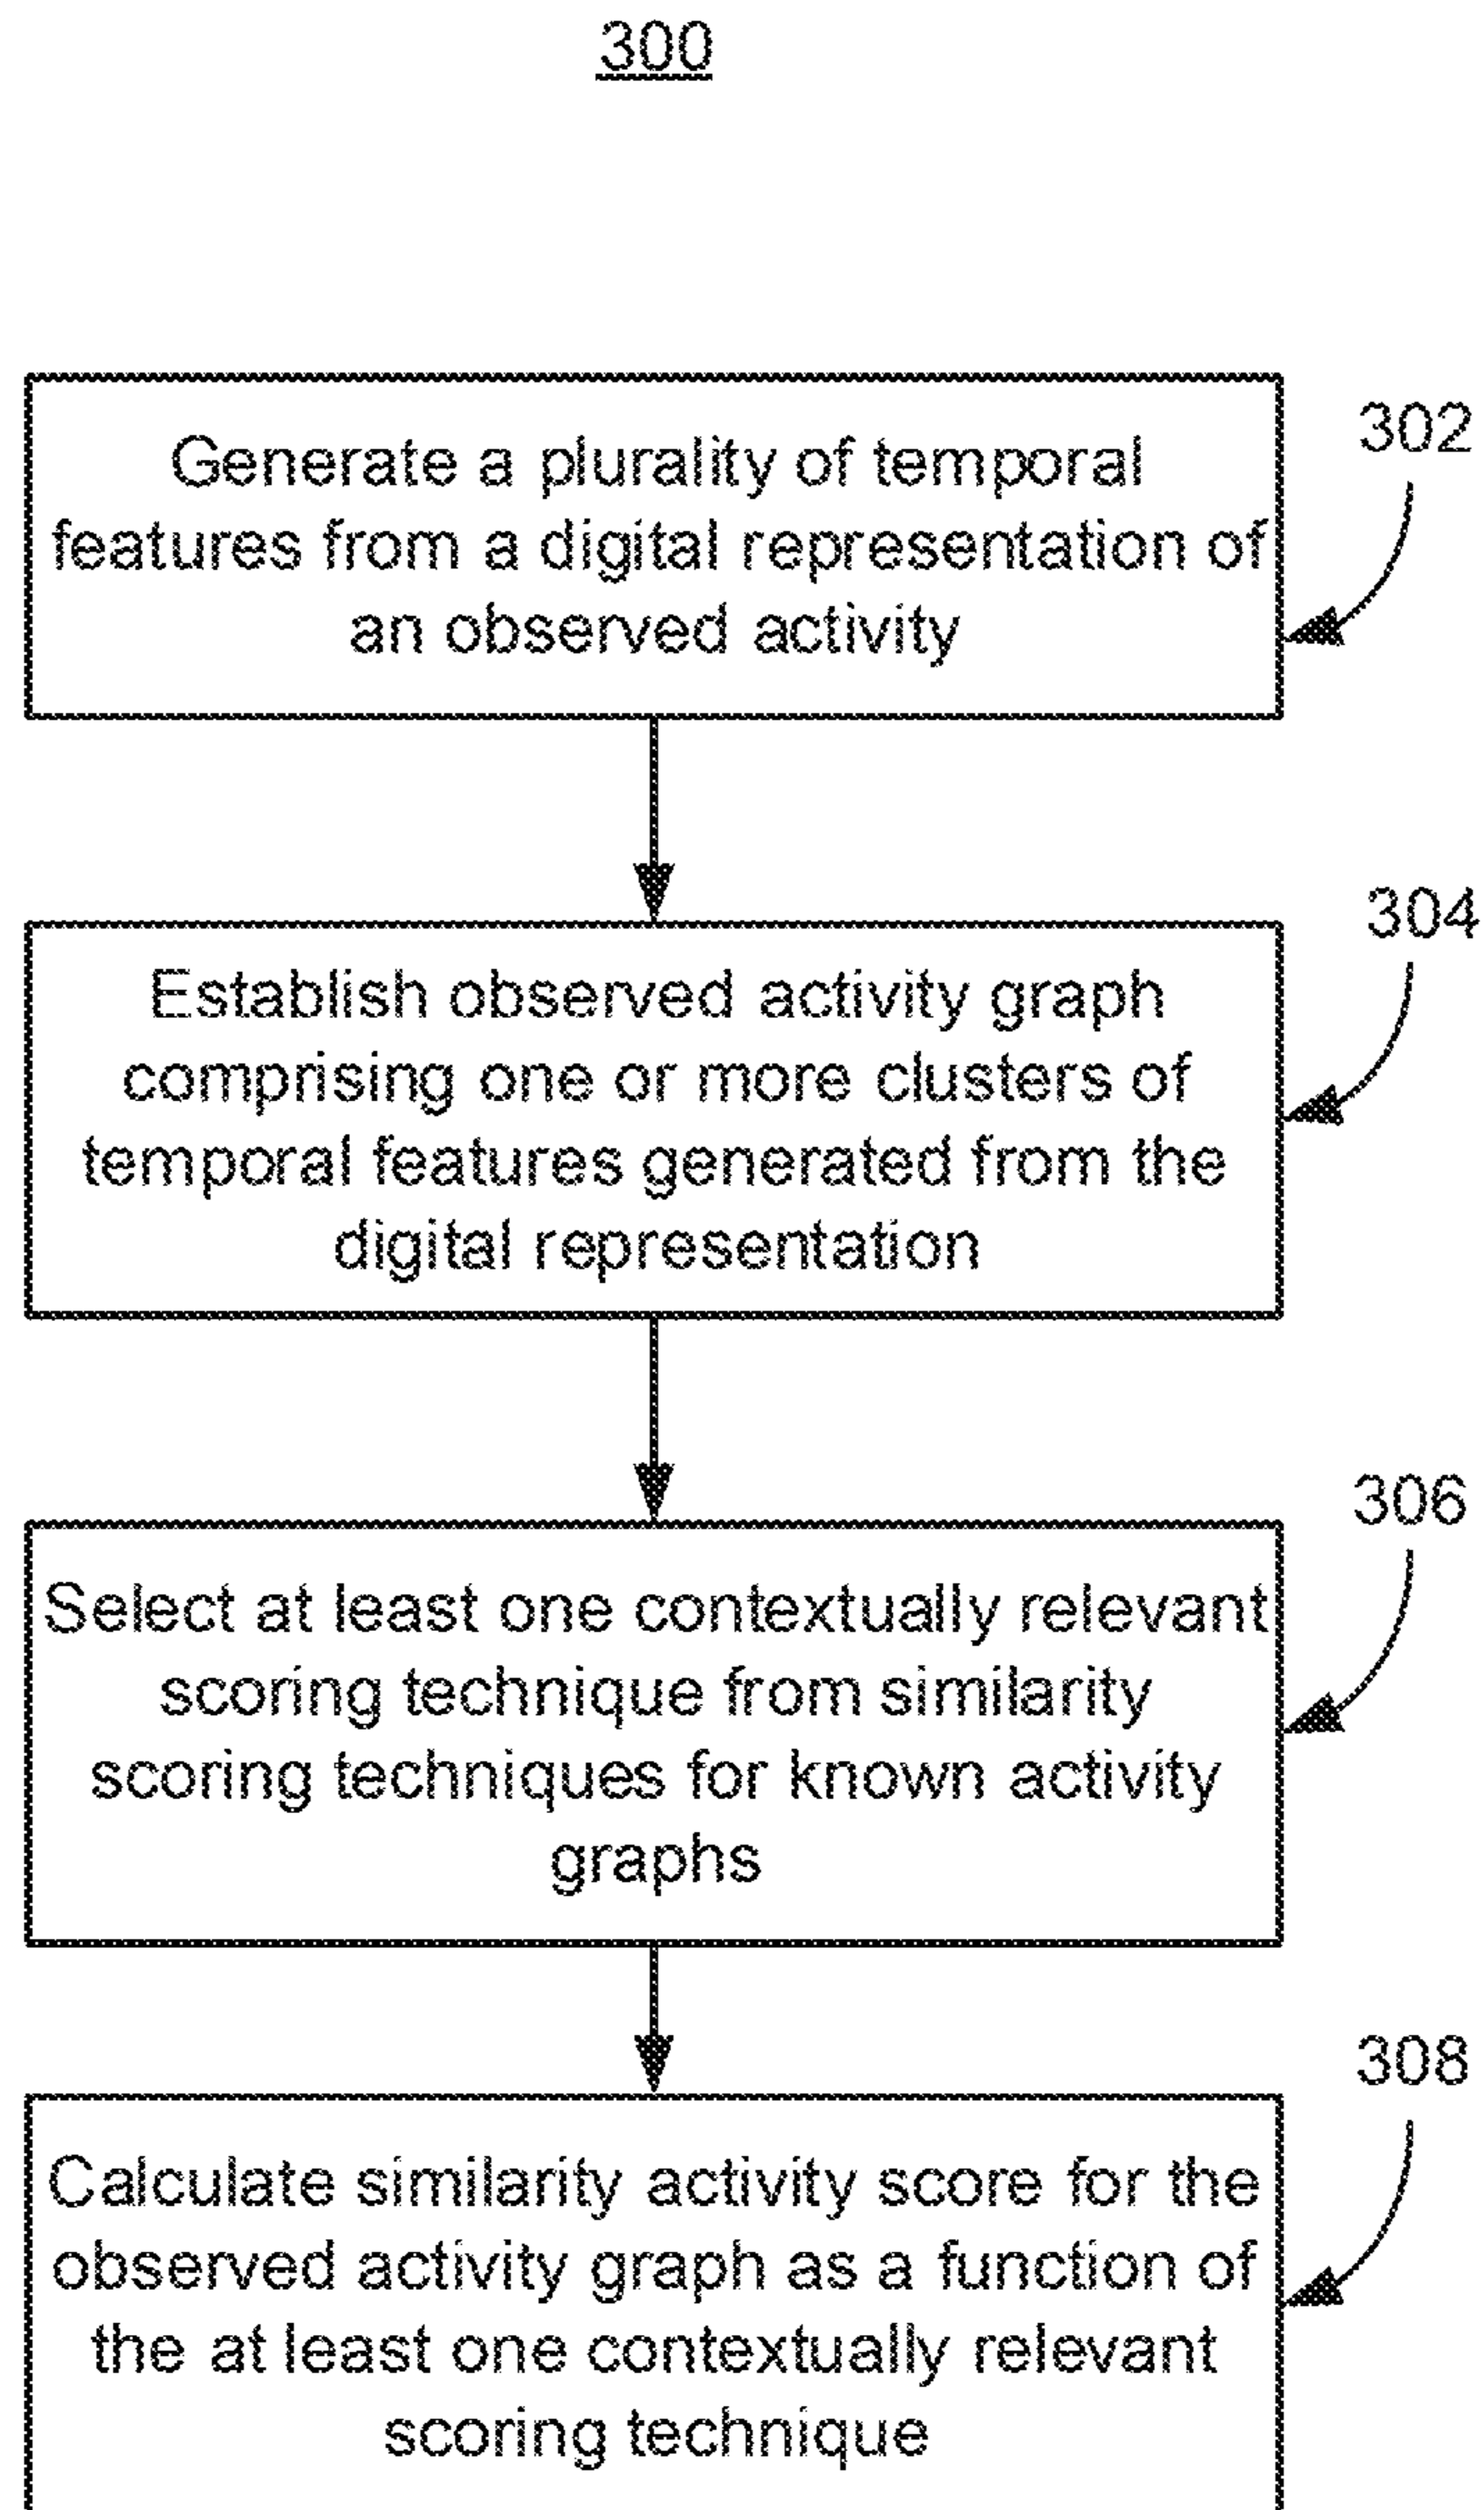 300
302
Generate a plurality of temporal
features from a digital representation of
an observed activity
304
Establish observed activity graph
comprising one or more clusters of
temporal features generated from the
digital representation
306
Select at least one contextually relevant
scoring technique from similarity
scoring techniques for known activity
graphs
308
Calculate similarity activity score for the
observed activity graph as a function of
the at least one contextually relevant
scoring technique